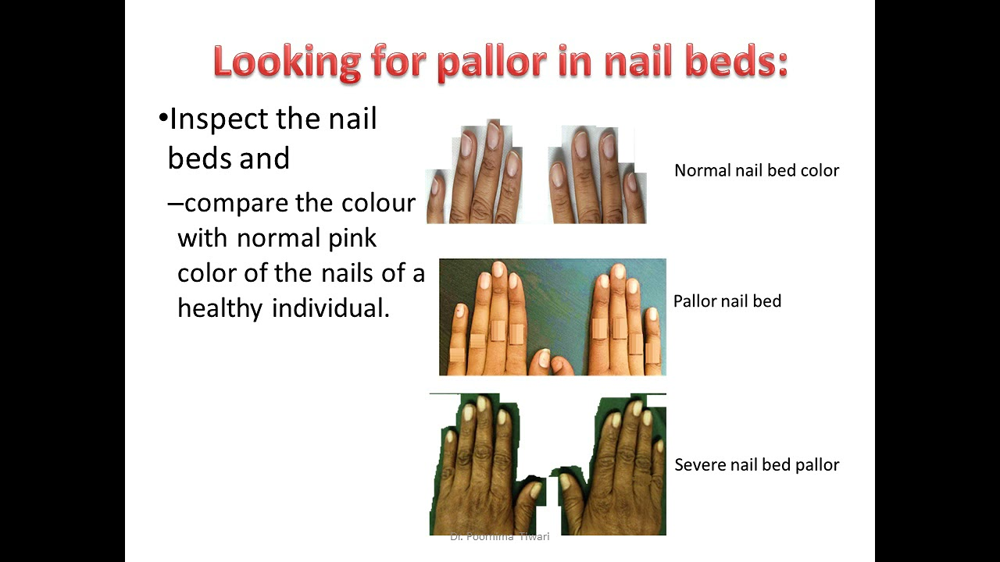 Looking for pallor in nail beds:
•Inspect the nail
beds and
–compare the colour
with normal pink
color of the nails of a
healthy individual.
Normal nail bed color
Pallor nail bed
Severe nail bed pallor
Dr. Poornima Tiwari